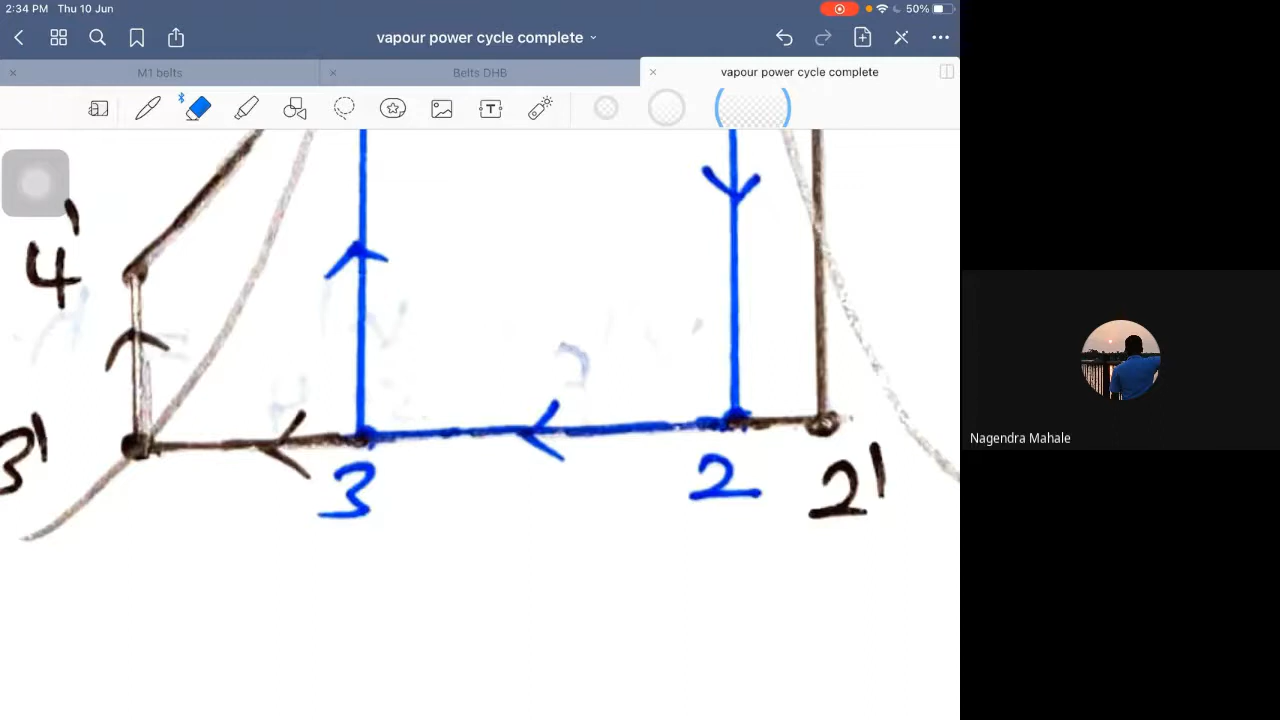 2:34 PM Thu 10 Jun
50%
vapour power cycle complete
M1 belts
Belts DHB
vapour power cycle complete
T
4'
3'
3
2
2'
Nagendra Mahale